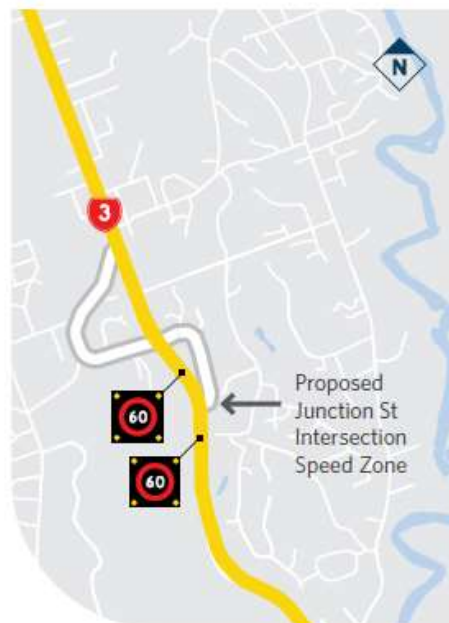 N
3
60
Proposed
Junction St
Intersection
Speed Zone
60